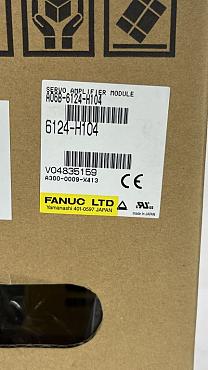 SERVO AMPLIFIER MODULE
A06B-6124-H104
6124-H104
V04835159
A300-0009-X413
CE
FANUC LTD
Yamanashi 401-0597 JAPAN
Made in JAPAN